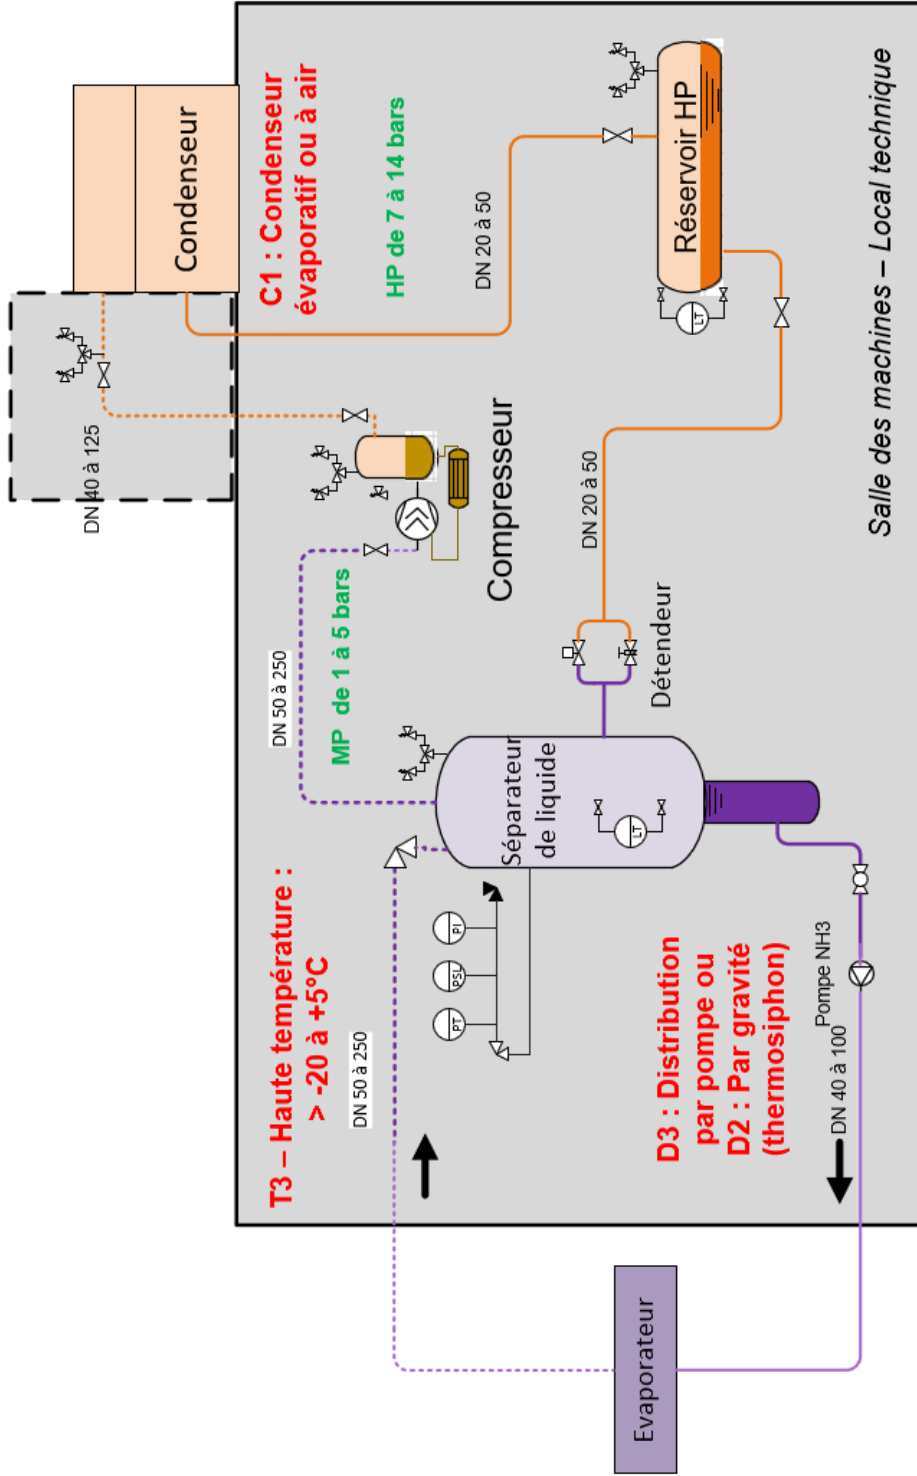 Condenseur
C1 : Condenseur
évaporatif ou à air
HP de 7 à 14 bars
DN 20 à 50
Réservoir HP
LT
Salle des machines – Local technique
DN 40 à 125
Compresseur
DN 20 à 50
DN 50 à 250
MP de 1 à 5 bars
Détendeur
Séparateur
de liquide
LT
T3 – Haute température :
> -20 à +5°C
DN 50 à 250
PT
PSL
PI
D3 : Distribution
par pompe ou
D2 : Par gravité
(thermosiphon)
Pompe NH3
DN 40 à 100
Evaporateur